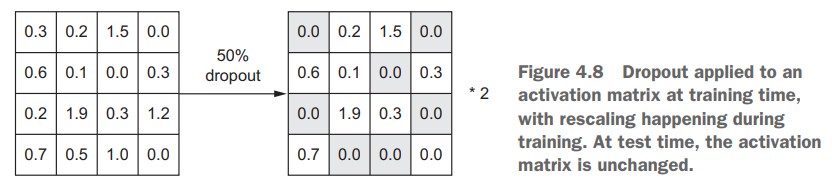 0.3 0.2 1.5 0.0
0.6 0.1 0.0 0.3
0.2 1.9 0.3 1.2
0.7 0.5 1.0 0.0
50%
dropout
0.0 0.2 1.5 0.0
0.6 0.1 0.0 0.3
0.0 1.9 0.3 0.0
0.7 0.0 0.0 0.0
* 2
Figure 4.8 Dropout applied to an
activation matrix at training time,
with rescaling happening during
training. At test time, the activation
matrix is unchanged.